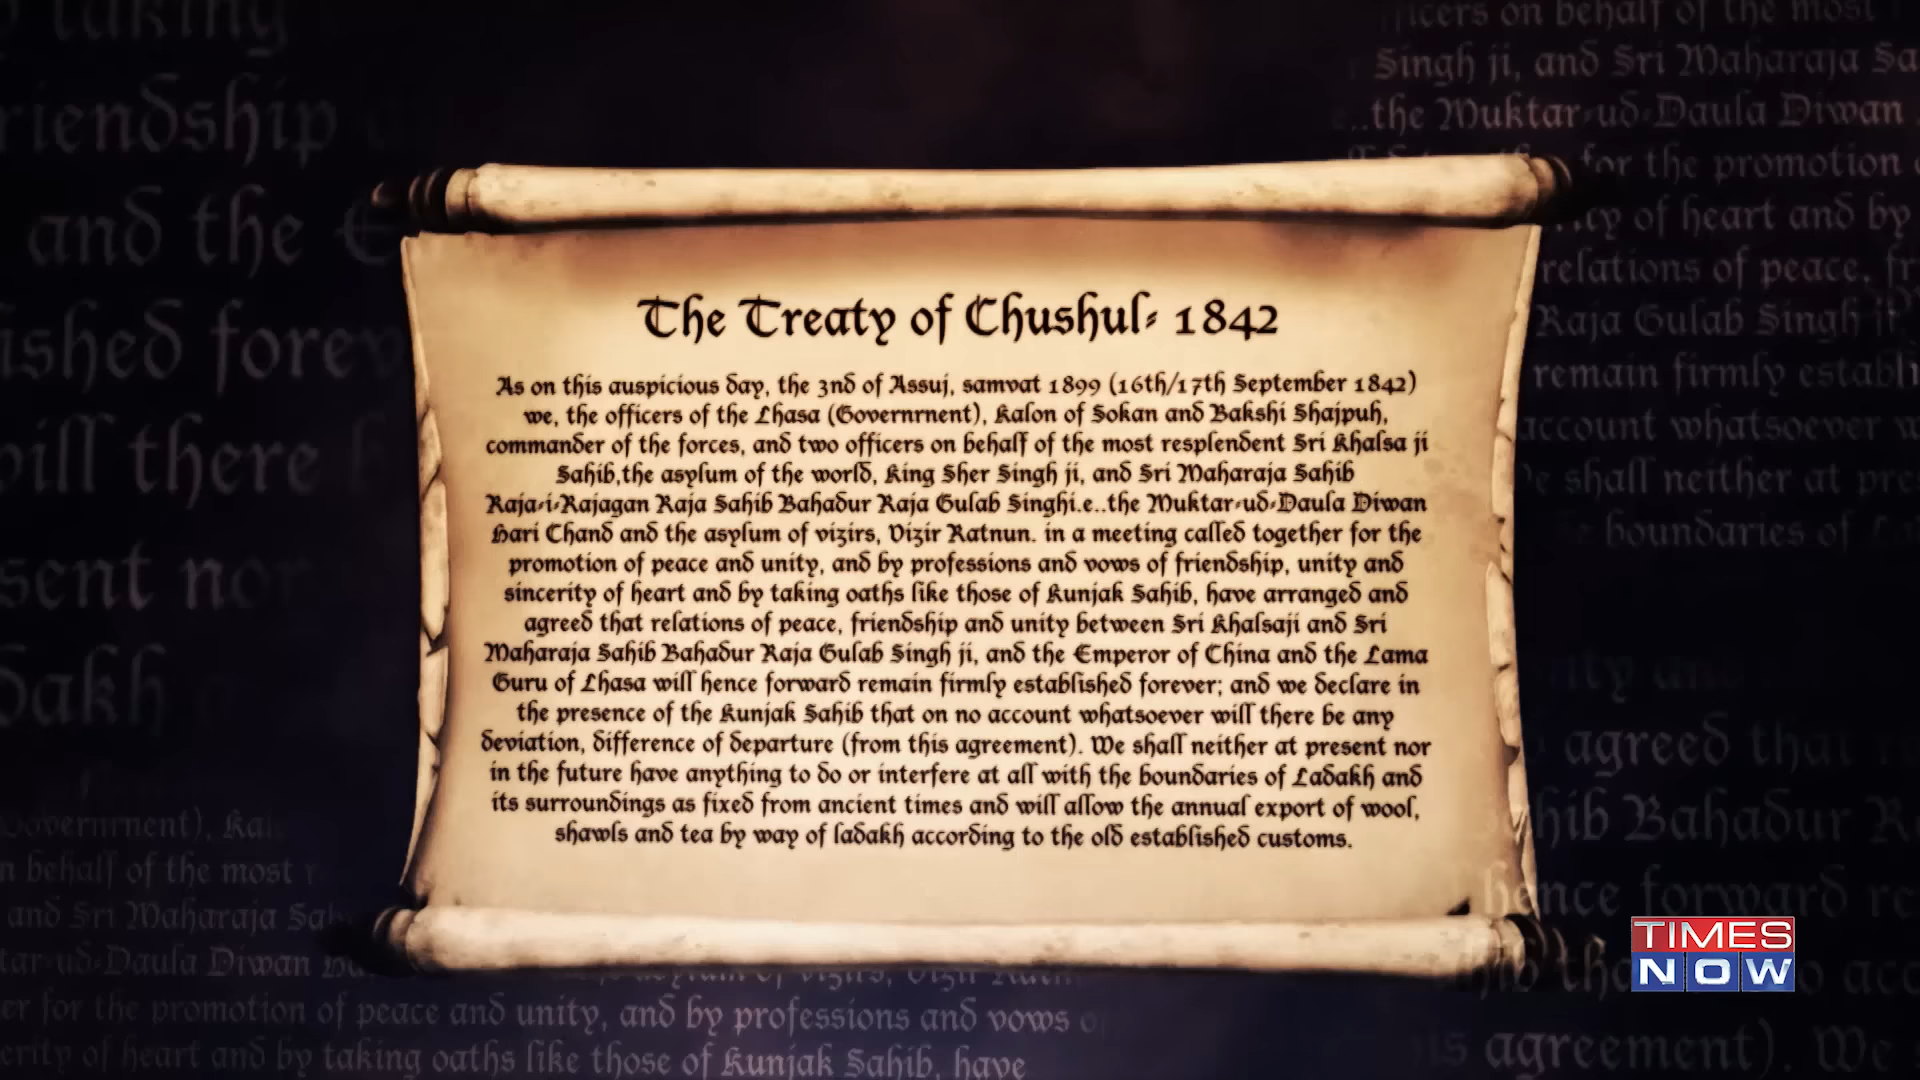 The Treaty of Chushul- 1842
As on this auspicious day, the 3nd of Assuj, samvat 1899 (16th/17th September 1842)
we, the officers of the Lhasa (Governrnent), Kalon of Sokan and Bakshi Shajpuh,
commander of the forces, and two officers on behalf of the most resplendent Sri Khalsa ji
Sahib,the asylum of the world, King Sher Singh ji, and Sri Maharaja Sahib
Raja-i-Rajagan Raja Sahib Bahadur Raja Gulab Singhi.e..the Muktar-ud-Daula Diwan
Hari Chand and the asylum of vizirs, Vizir Ratnun. in a meeting called together for the
promotion of peace and unity, and by professions and vows of friendship, unity and
sincerity of heart and by taking oaths like those of Kunjak Sahib, have arranged and
agreed that relations of peace, friendship and unity between Sri Khalsaji and Sri
Maharaja Sahib Bahadur Raja Gulab Singh ji, and the Emperor of China and the Lama
Guru of Lhasa will hence forward remain firmly established forever; and we declare in
the presence of the Kunjak Sahib that on no account whatsoever will there be any
deviation, difference of departure (from this agreement). We shall neither at present nor
in the future have anything to do or interfere at all with the boundaries of Ladakh and
its surroundings as fixed from ancient times and will allow the annual export of wool,
shawls and tea by way of ladakh according to the old established customs.
TIMES
NOW